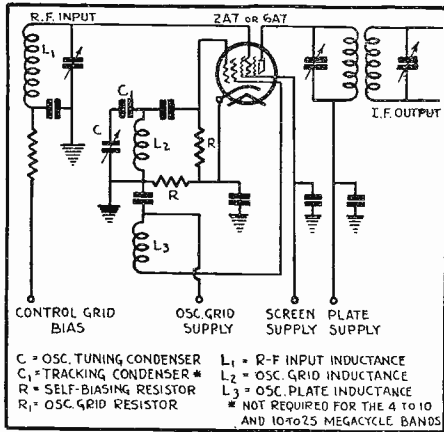 R.F. INPUT
2A7 OR 6A7
L₁
C₁
C
L₂
R
R
L₃
I.F. OUTPUT
CONTROL GRID BIAS
OSC. GRID SUPPLY
SCREEN SUPPLY
PLATE SUPPLY
C = OSC. TUNING CONDENSER
C₁ = TRACKING CONDENSER *
R = SELF-BIASING RESISTOR
R₁ = OSC. GRID RESISTOR
L₁ = R-F INPUT INDUCTANCE
L₂ = OSC. GRID INDUCTANCE
L₃ = OSC. PLATE INDUCTANCE
* NOT REQUIRED FOR THE 4 TO 10
AND 10 TO 25 MEGACYCLE BANDS